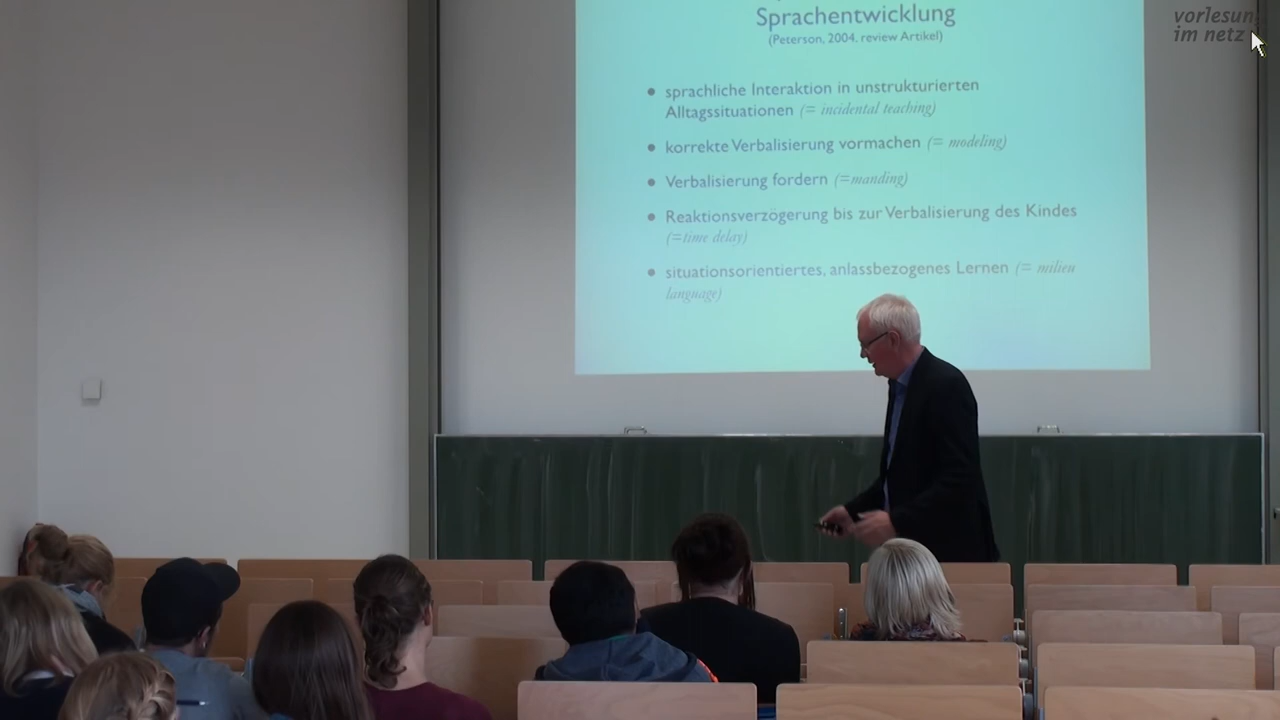 Sprachentwicklung
(Peterson, 2004, review Artikel)
● sprachliche Interaktion in unstrukturierten
Alltagssituationen (= incidental teaching)
● korrekte Verbalisierung vormachen (= modeling)
● Verbalisierung fordern (=manding)
● Reaktionsverzögerung bis zur Verbalisierung des Kindes
(=time delay)
● situationsorientiertes, anlassbezogenes Lernen (= milieu
language)
vorlesung
im netz